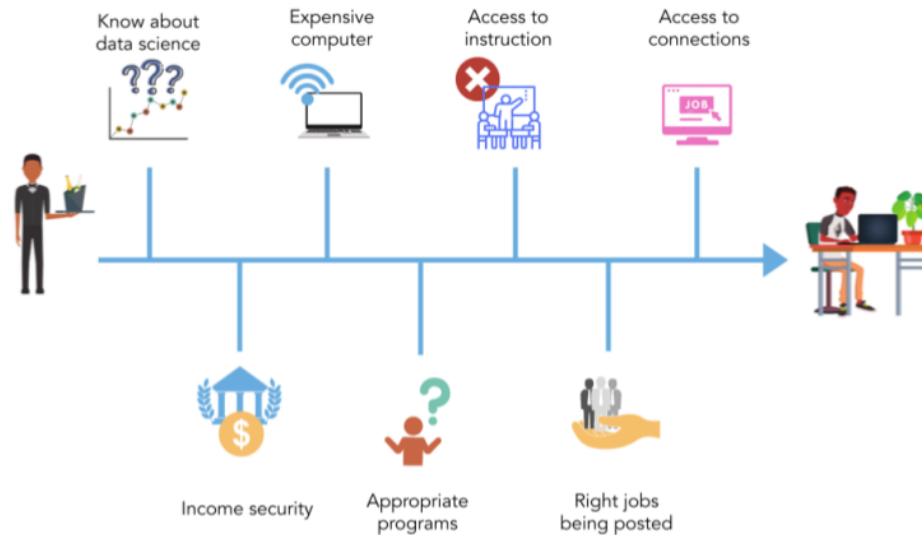 Know about
data science
Expensive
computer
Access to
instruction
Access to
connections
???
JOB
$
?
Income security
Appropriate
programs
Right jobs
being posted